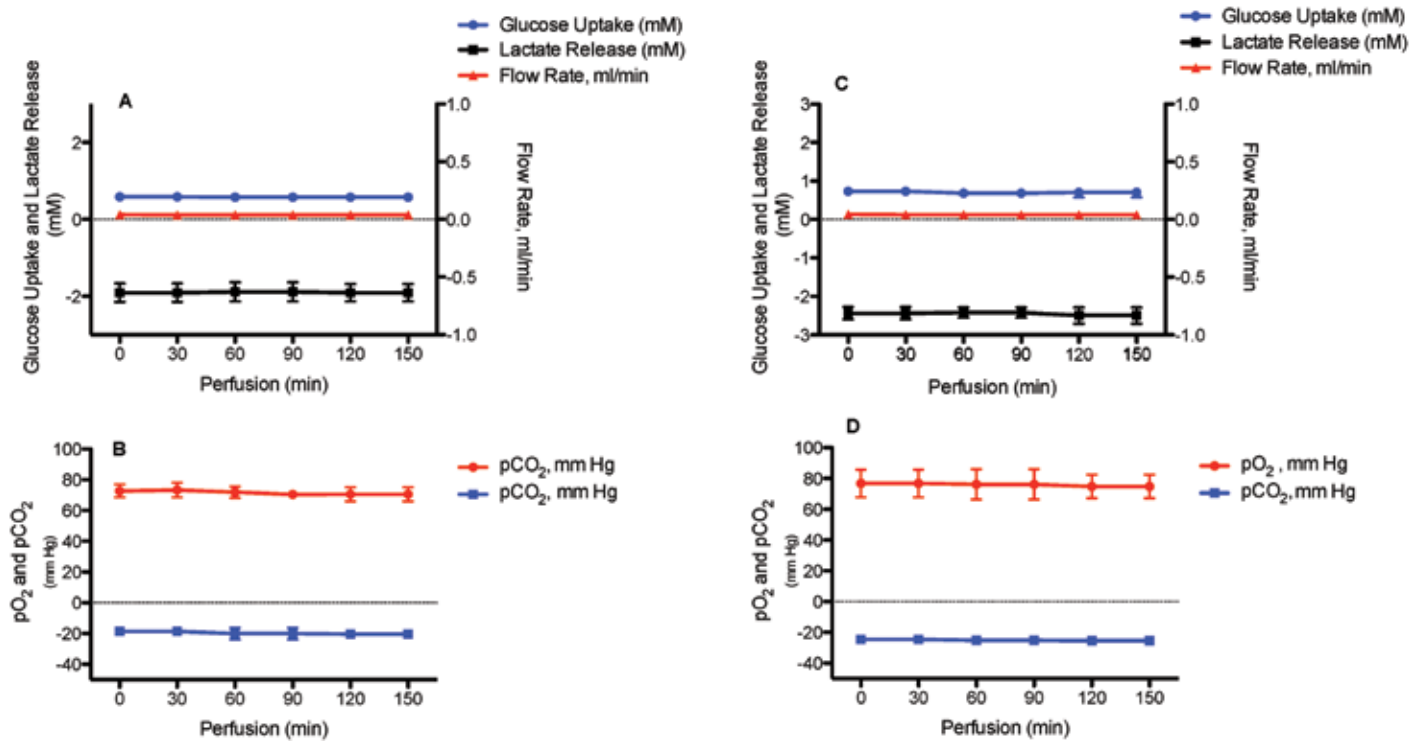 Glucose Uptake (mM)
Lactate Release (mM)
Flow Rate, ml/min
A
Glucose Uptake and Lactate Release
(mM)
2
0
-2
1.0
0.5
0.0
-0.5
-1.0
Flow Rate, ml/min
0 30 60 90 120 150
Perfusion (min)
Glucose Uptake (mM)
Lactate Release (mM)
Flow Rate, ml/min
C
Glucose Uptake and Lactate Release
(mM)
3
2
1
0
-1
-2
-3
1.0
0.5
0.0
-0.5
-1.0
Flow Rate, ml/min
0 30 60 90 120 150
Perfusion (min)
B
pO2 and pCO2
(mm Hg)
100
80
60
40
20
0
-20
-40
0 30 60 90 120 150
Perfusion (min)
pCO2, mm Hg
pCO2, mm Hg
D
pO2 and pCO2
(mm Hg)
100
80
60
40
20
0
-20
-40
0 30 60 90 120 150
Perfusion (min)
pO2 , mm Hg
pCO2, mm Hg